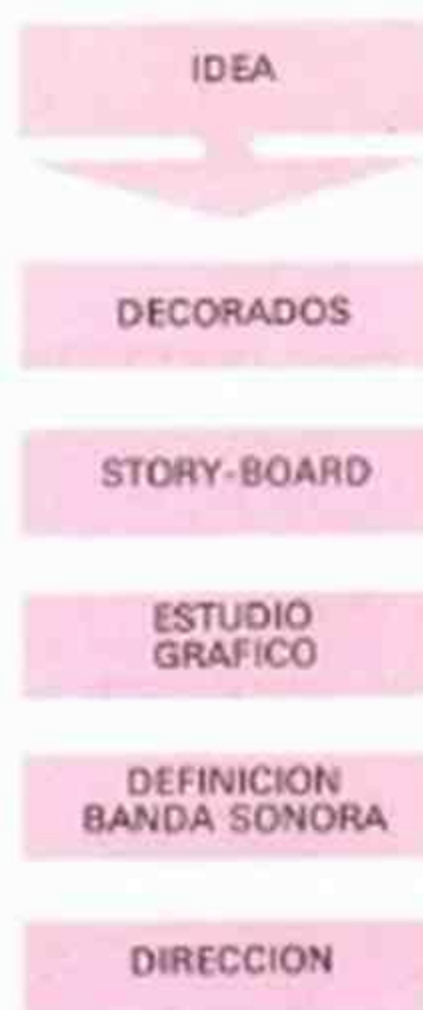 IDEA
DECORADOS
STORY-BOARD
ESTUDIO
GRAFICO
DEFINICION
BANDA SONORA
DIRECCION